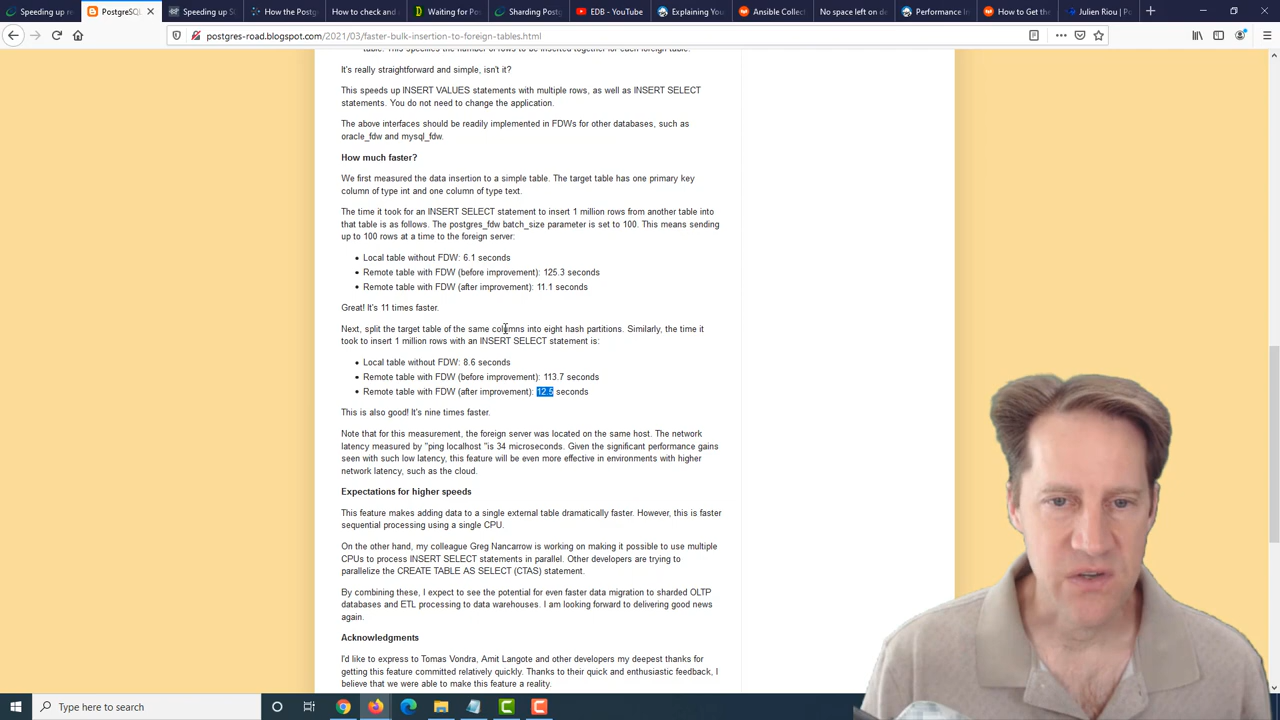 Speeding up re
PostgreSQL
Speeding up S
How the Postg
How to check and
Waiting for Po
Sharding Postg
EDB - YouTube
Explaining You
Ansible Collect
No space left on de
Performance In
How to Get the
Julien Riou | Po
postgres-road.blogspot.com/2021/03/faster-bulk-insertion-to-foreign-tables.html
table. This specifies the number of rows to be inserted together for each foreign table.
It's really straightforward and simple, isn't it?
This speeds up INSERT VALUES statements with multiple rows, as well as INSERT SELECT
statements. You do not need to change the application.
The above interfaces should be readily implemented in FDWs for other databases, such as
oracle_fdw and mysql_fdw.
How much faster?
We first measured the data insertion to a simple table. The target table has one primary key
column of type int and one column of type text.
The time it took for an INSERT SELECT statement to insert 1 million rows from another table into
that table is as follows. The postgres_fdw batch_size parameter is set to 100. This means sending
up to 100 rows at a time to the foreign server:
• Local table without FDW: 6.1 seconds
• Remote table with FDW (before improvement): 125.3 seconds
• Remote table with FDW (after improvement): 11.1 seconds
Great! It's 11 times faster.
Next, split the target table of the same columns into eight hash partitions. Similarly, the time it
took to insert 1 million rows with an INSERT SELECT statement is:
• Local table without FDW: 8.6 seconds
• Remote table with FDW (before improvement): 113.7 seconds
• Remote table with FDW (after improvement): 12.5 seconds
This is also good! It's nine times faster.
Note that for this measurement, the foreign server was located on the same host. The network
latency measured by "ping localhost "is 34 microseconds. Given the significant performance gains
seen with such low latency, this feature will be even more effective in environments with higher
network latency, such as the cloud.
Expectations for higher speeds
This feature makes adding data to a single external table dramatically faster. However, this is faster
sequential processing using a single CPU.
On the other hand, my colleague Greg Nancarrow is working on making it possible to use multiple
CPUs to process INSERT SELECT statements in parallel. Other developers are trying to
parallelize the CREATE TABLE AS SELECT (CTAS) statement.
By combining these, I expect to see the potential for even faster data migration to sharded OLTP
databases and ETL processing to data warehouses. I am looking forward to delivering good news
again.
Acknowledgments
I'd like to express to Tomas Vondra, Amit Langote and other developers my deepest thanks for
getting this feature committed relatively quickly. Thanks to their quick and enthusiastic feedback, I
believe that we were able to make this feature a reality.
Type here to search